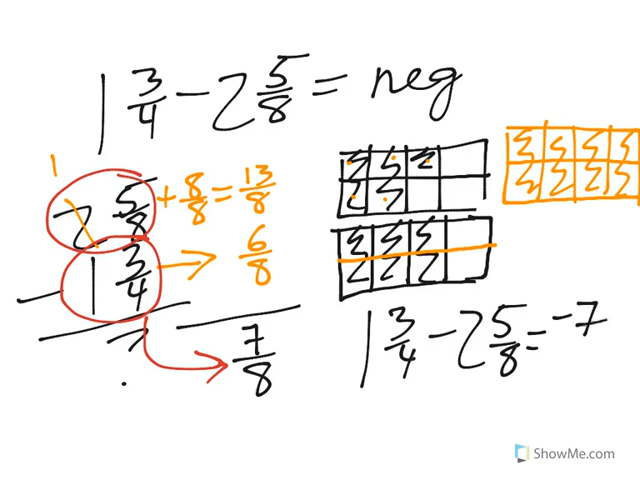 1 3/4 - 2 5/8 = neg
1
2 5/8 + 8/8 = 13/8
- 1 3/4 → 6/8
7/8
1 3/4 - 2 5/8 = -7
ShowMe.com